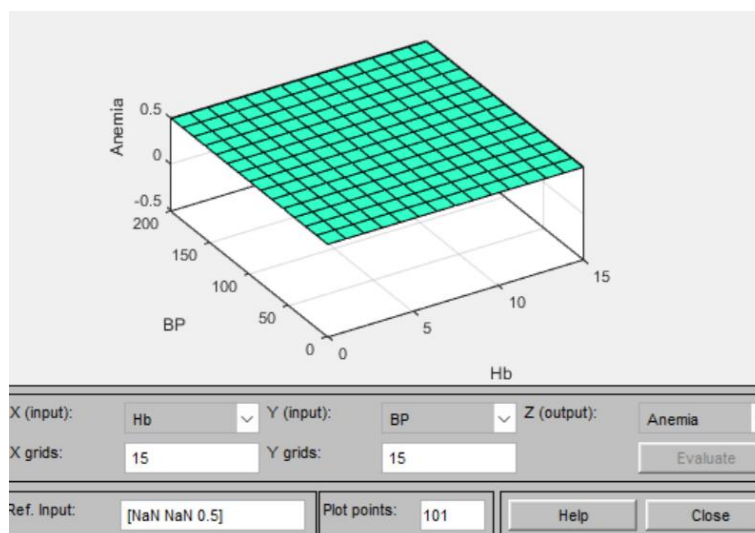 Anemia
0.5
0
-0.5
200
150
100
50
0
BP
0
5
10
15
Hb
X (input): Hb Y (input): BP Z (output): Anemia
X grids: 15 Y grids: 15 Evaluate
Ref. Input: [NaN NaN 0.5] Plot points: 101 Help Close